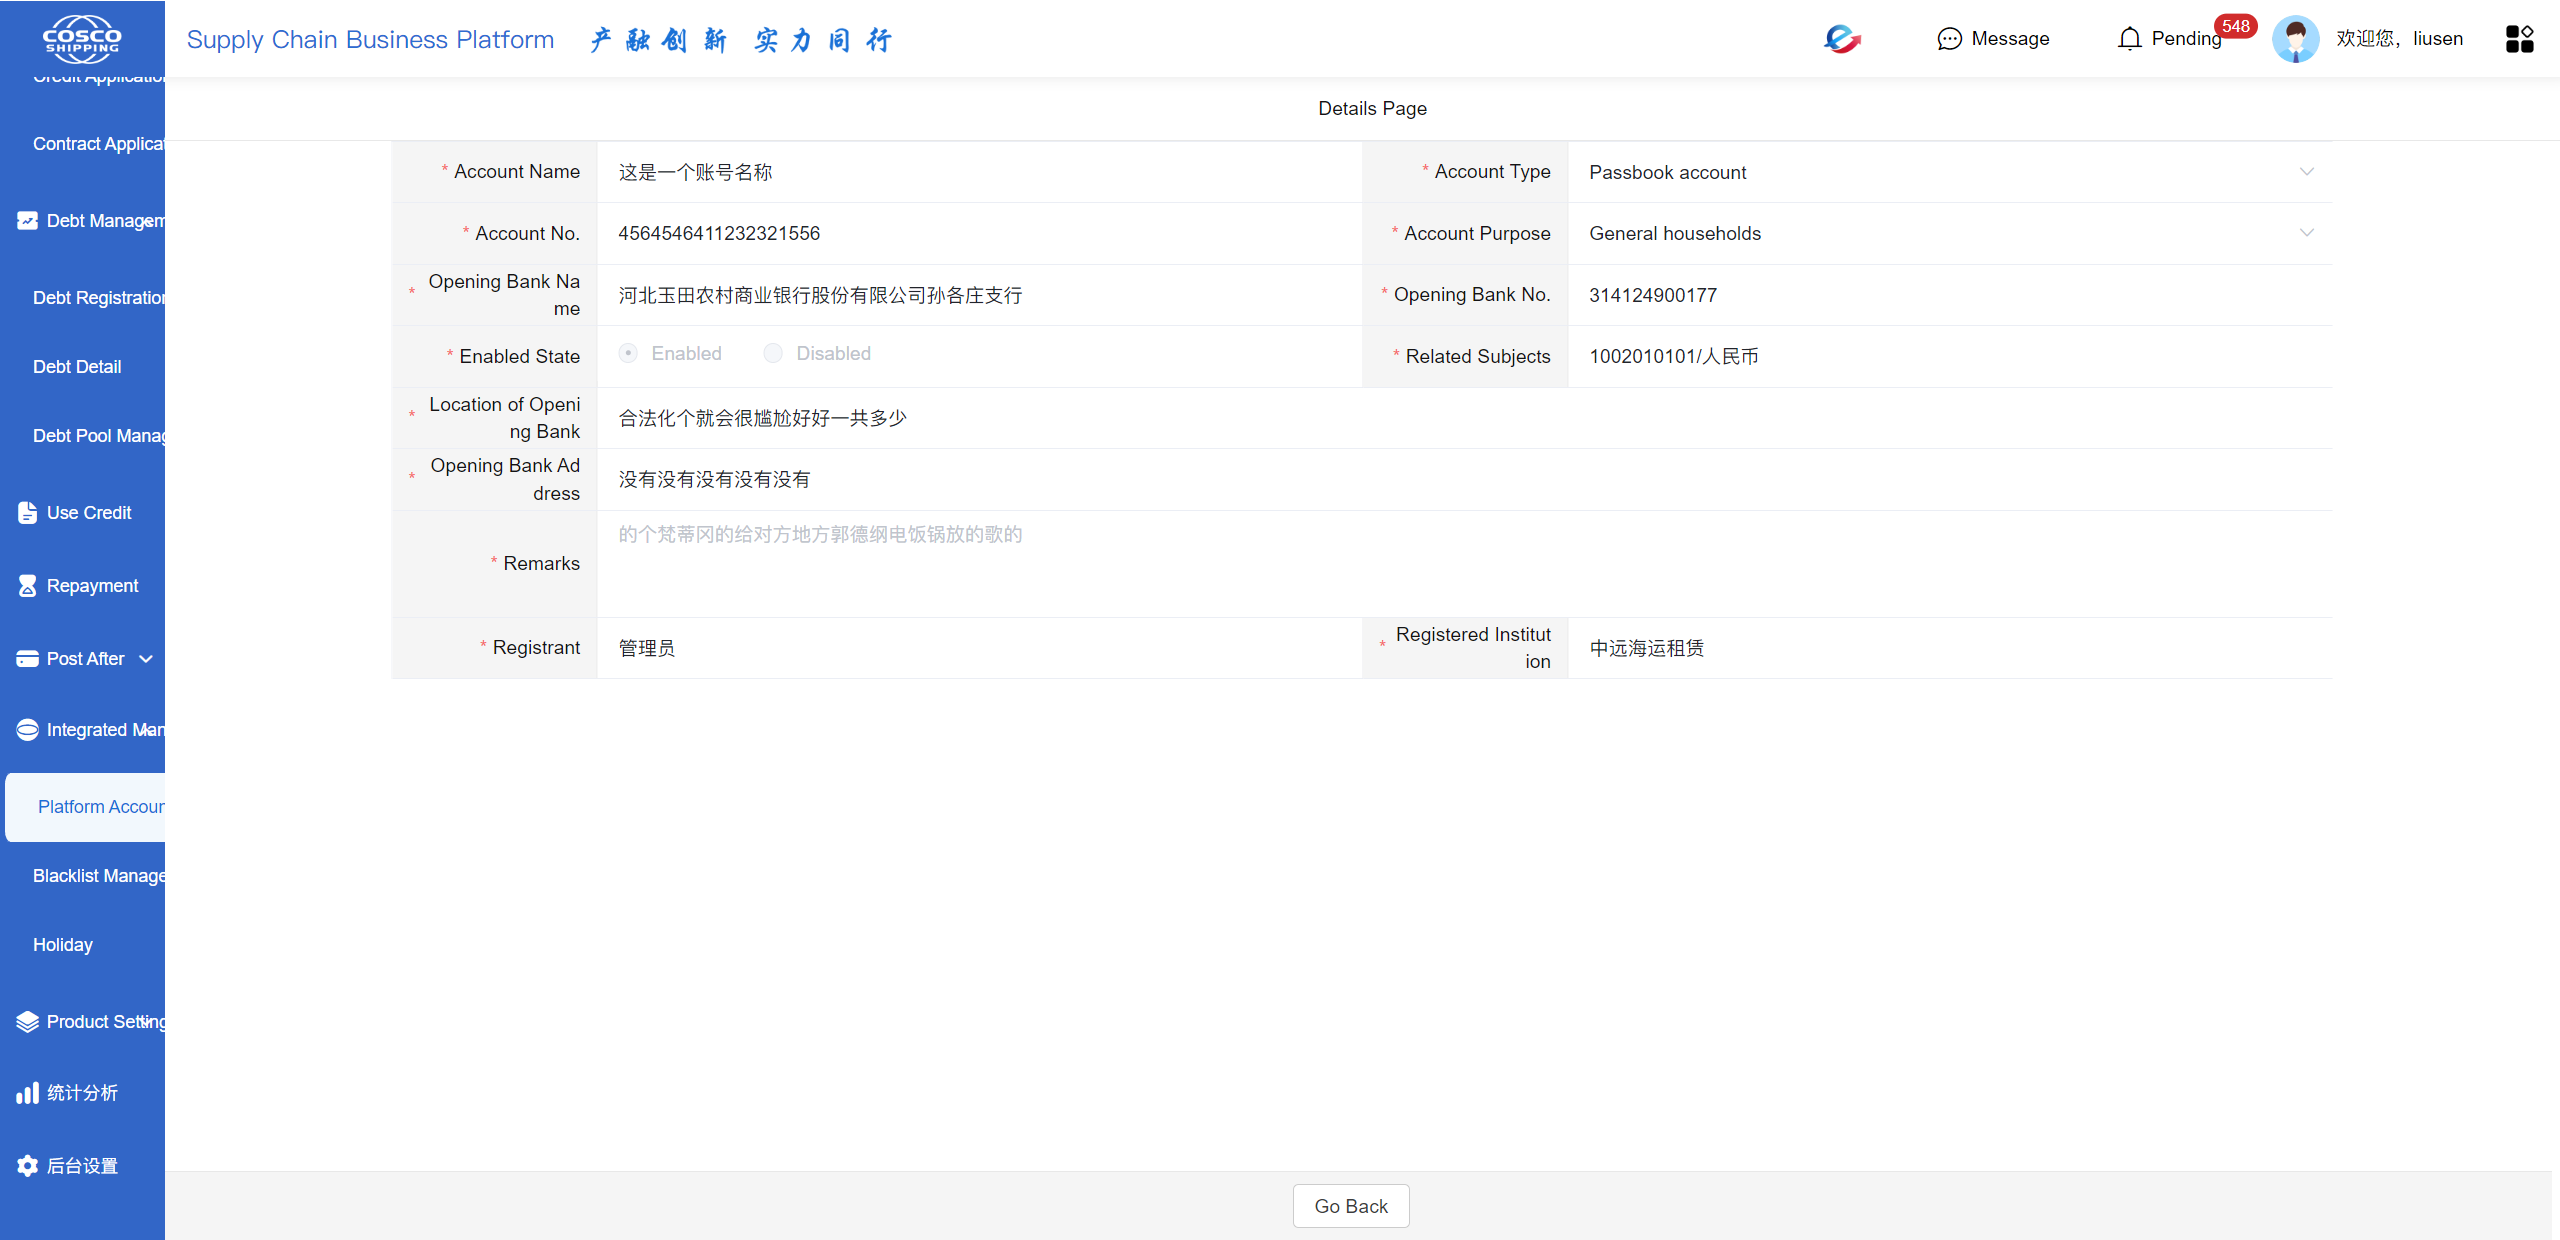 COSCO
SHIPPING
Supply Chain Business Platform
产融创新 实力同行
Message
Pending
548
欢迎您，liusen
Credit Application
Contract Applicat
Debt Managem
Debt Registration
Debt Detail
Debt Pool Manag
Use Credit
Repayment
Post After
Integrated Man
Platform Accoun
Blacklist Manage
Holiday
Product Setting
统计分析
后台设置
Details Page
* Account Name
这是一个账号名称
* Account Type
Passbook account
* Account No.
4564546411232321556
* Account Purpose
General households
* Opening Bank Na
me
河北玉田农村商业银行股份有限公司孙各庄支行
* Opening Bank No.
314124900177
* Enabled State
Enabled
Disabled
* Related Subjects
1002010101/人民币
* Location of Openi
ng Bank
合法化个就会很尴尬好好一共多少
* Opening Bank Ad
dress
没有没有没有没有没有
* Remarks
的个梵蒂冈的给对方地方郭德纲电饭锅放的歌的
* Registrant
管理员
* Registered Institut
ion
中远海运租赁
Go Back